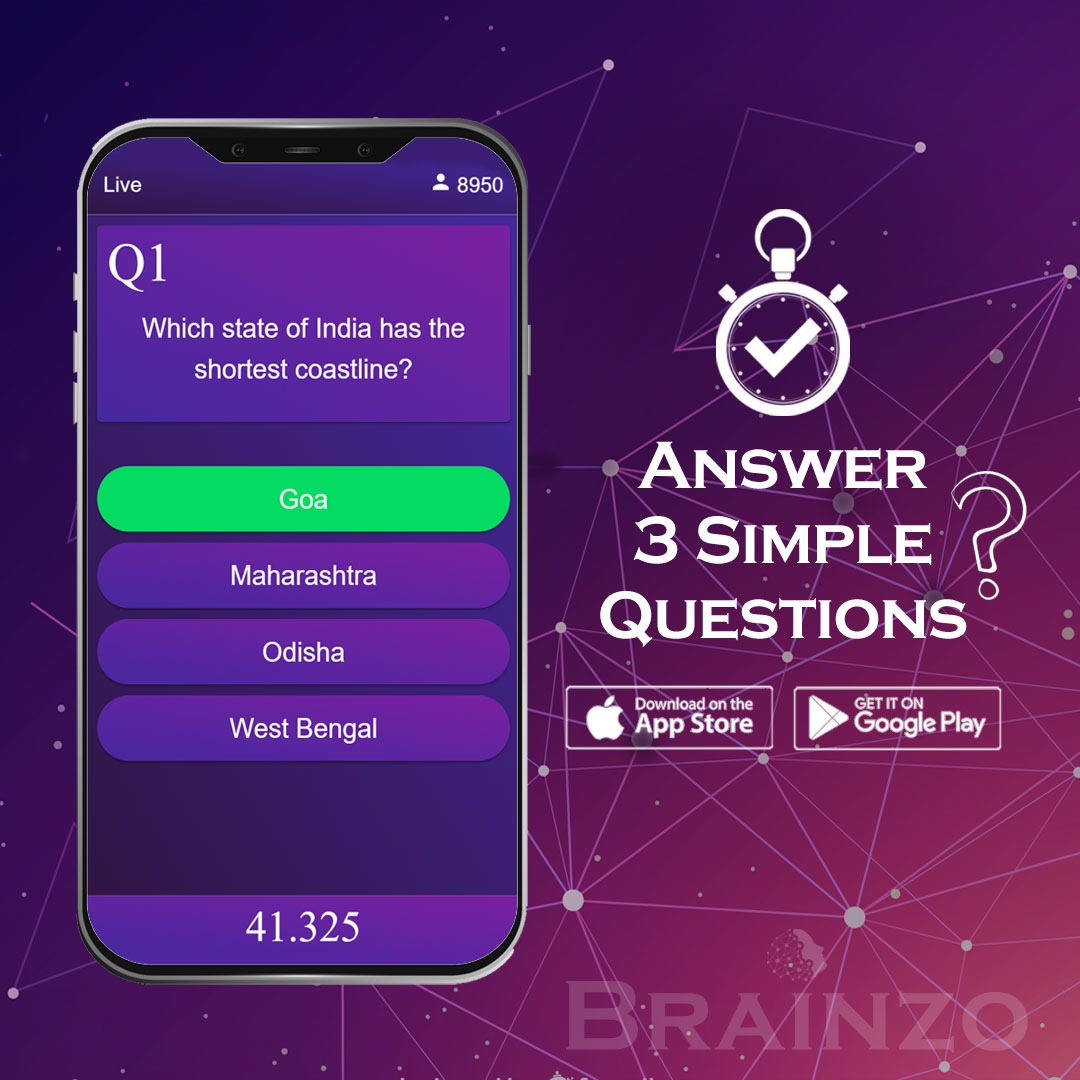 Live
8950
Q1
Which state of India has the
shortest coastline?
Goa
Maharashtra
Odisha
West Bengal
41.325
ANSWER
3 SIMPLE
QUESTIONS
?
Download on the
App Store
GET IT ON
Google Play
BRAINZO